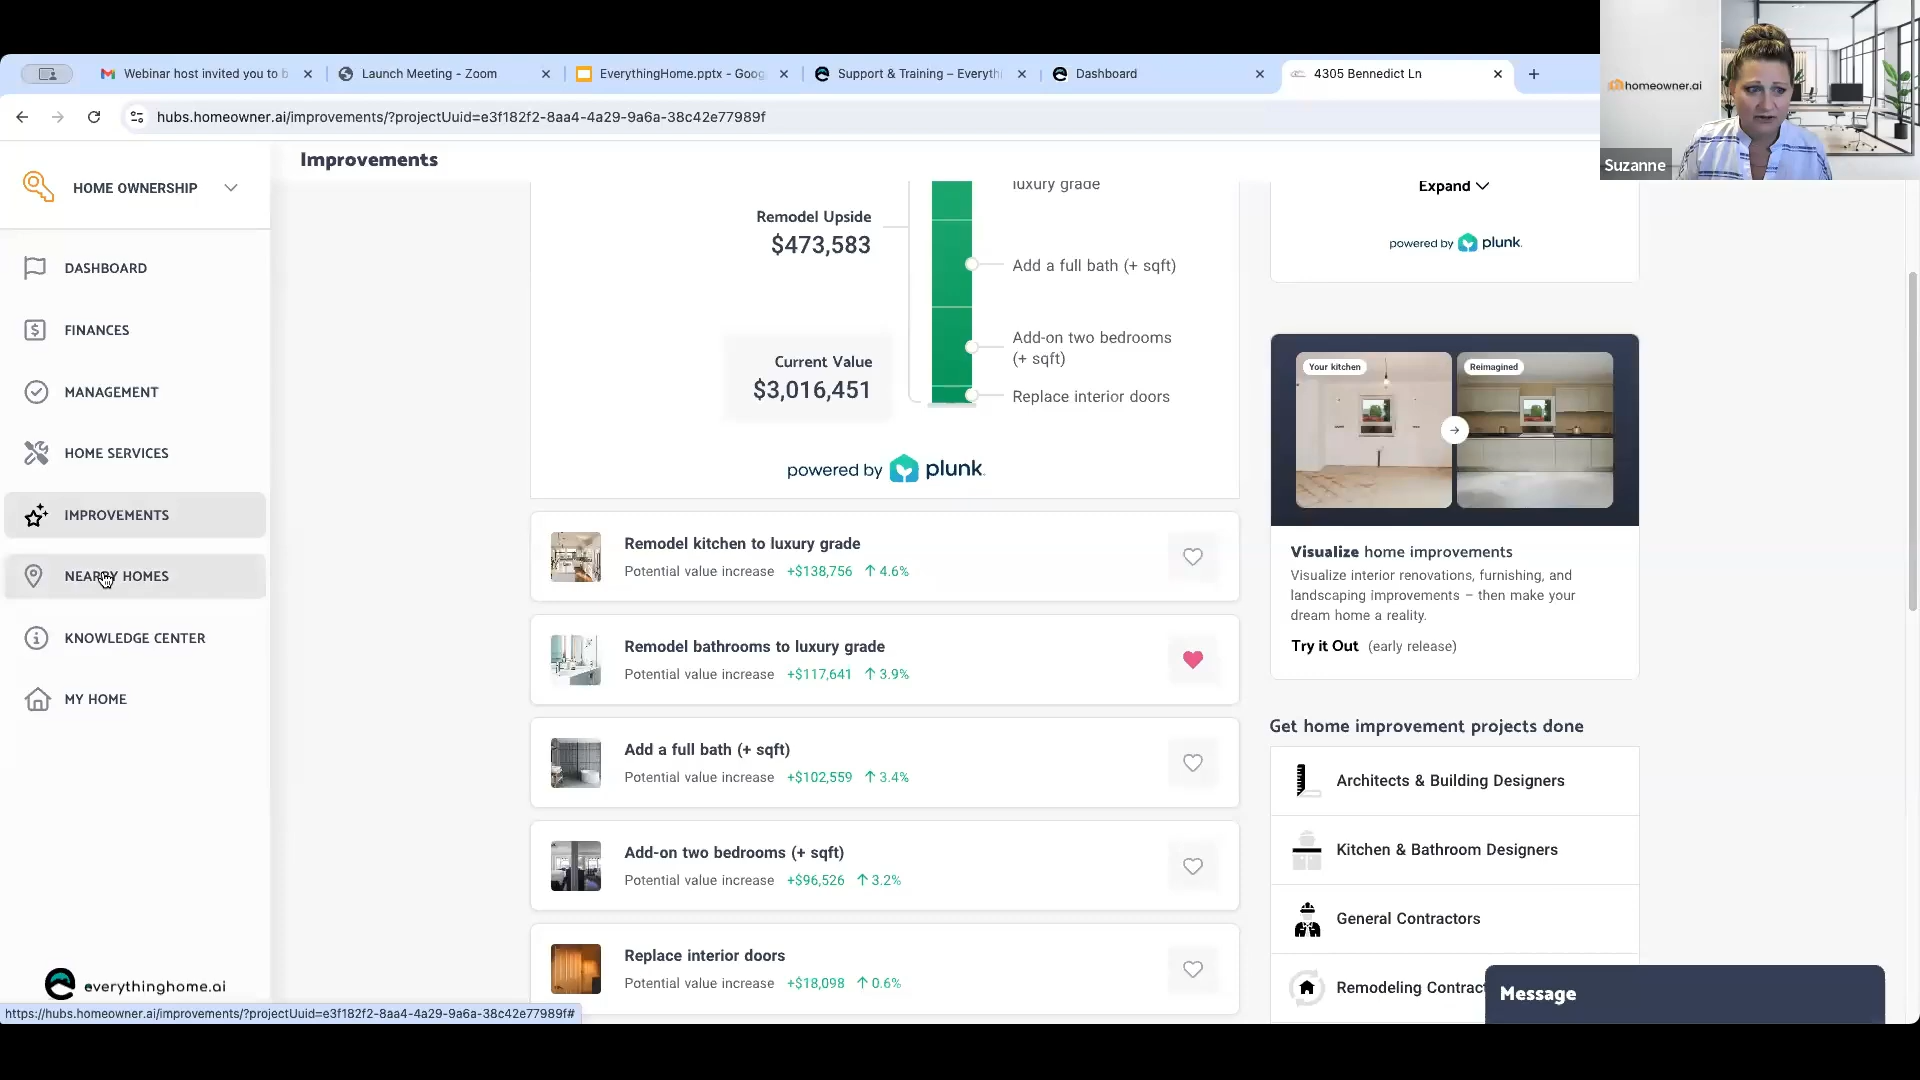 Webinar host invited you to b
Launch Meeting - Zoom
EverythingHome.pptx - Goog
Support & Training – Everyth
Dashboard
4305 Bennedict Ln
hubs.homeowner.ai/improvements/?projectUuid=e3f182f2-8aa4-4a29-9a6a-38c42e77989f
homeowner.ai
Suzanne
HOME OWNERSHIP
DASHBOARD
FINANCES
MANAGEMENT
HOME SERVICES
IMPROVEMENTS
NEARBY HOMES
KNOWLEDGE CENTER
MY HOME
everythinghome.ai
https://hubs.homeowner.ai/improvements/?projectUuid=e3f182f2-8aa4-4a29-9a6a-38c42e77989f#
Improvements
luxury grade
Remodel Upside
$473,583
Add a full bath (+ sqft)
Add-on two bedrooms
(+ sqft)
Current Value
$3,016,451
Replace interior doors
powered by plunk.
Remodel kitchen to luxury grade
Potential value increase +$138,756 ↑ 4.6%
Remodel bathrooms to luxury grade
Potential value increase +$117,641 ↑ 3.9%
Add a full bath (+ sqft)
Potential value increase +$102,559 ↑ 3.4%
Add-on two bedrooms (+ sqft)
Potential value increase +$96,526 ↑ 3.2%
Replace interior doors
Potential value increase +$18,098 ↑ 0.6%
Expand
powered by plunk.
Your kitchen
Reimagined
Visualize home improvements
Visualize interior renovations, furnishing, and
landscaping improvements – then make your
dream home a reality.
Try it Out (early release)
Get home improvement projects done
Architects & Building Designers
Kitchen & Bathroom Designers
General Contractors
Remodeling Contract
Message